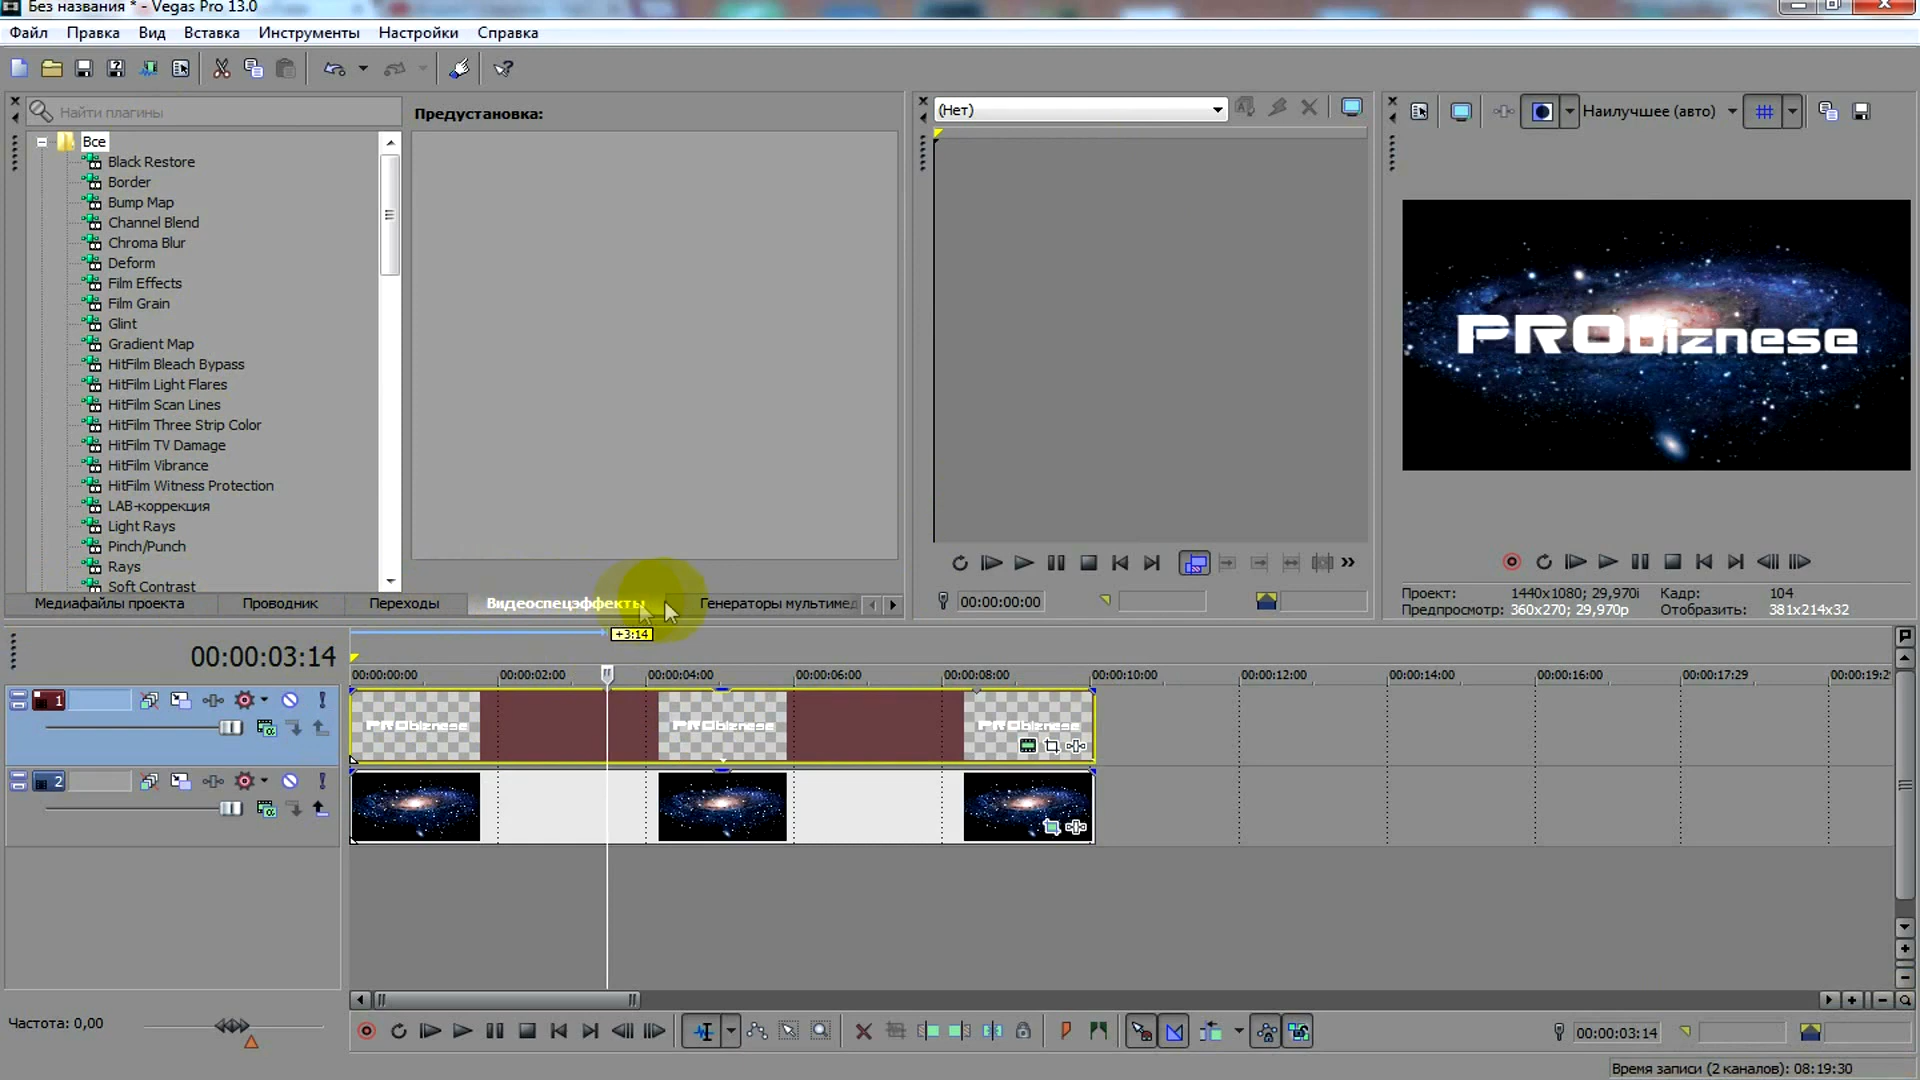 Без названия * - Vegas Pro 13.0
Файл Правка Вид Вставка Инструменты Настройки Справка
Найти плагины
Предустановка:
(Нет)
Наилучшее (авто)
Все
Black Restore
Border
Bump Map
Channel Blend
Chroma Blur
Deform
Film Effects
Film Grain
Glint
Gradient Map
HitFilm Bleach Bypass
HitFilm Light Flares
HitFilm Scan Lines
HitFilm Three Strip Color
HitFilm TV Damage
HitFilm Vibrance
HitFilm Witness Protection
LAB-коррекция
Light Rays
Pinch/Punch
Rays
Soft Contrast
PRObiznese
Медиафайлы проекта Проводник Переходы Видеоспецэффекты Генераторы мультимед
00:00:00:00
Проект: 1440x1080; 29,970i Кадр: 104
Предпросмотр: 360x270; 29,970p Отобразить: 381x214x32
+3:14
00:00:03:14
00:00:00:00 00:00:02:00 00:00:04:00 00:00:06:00 00:00:08:00 00:00:10:00 00:00:12:00 00:00:14:00 00:00:16:00 00:00:17:29 00:00:19:2
1
PRObiznese PRObiznese PRObiznese
2
Частота: 0,00
00:00:03:14
Время записи (2 каналов): 08:19:30